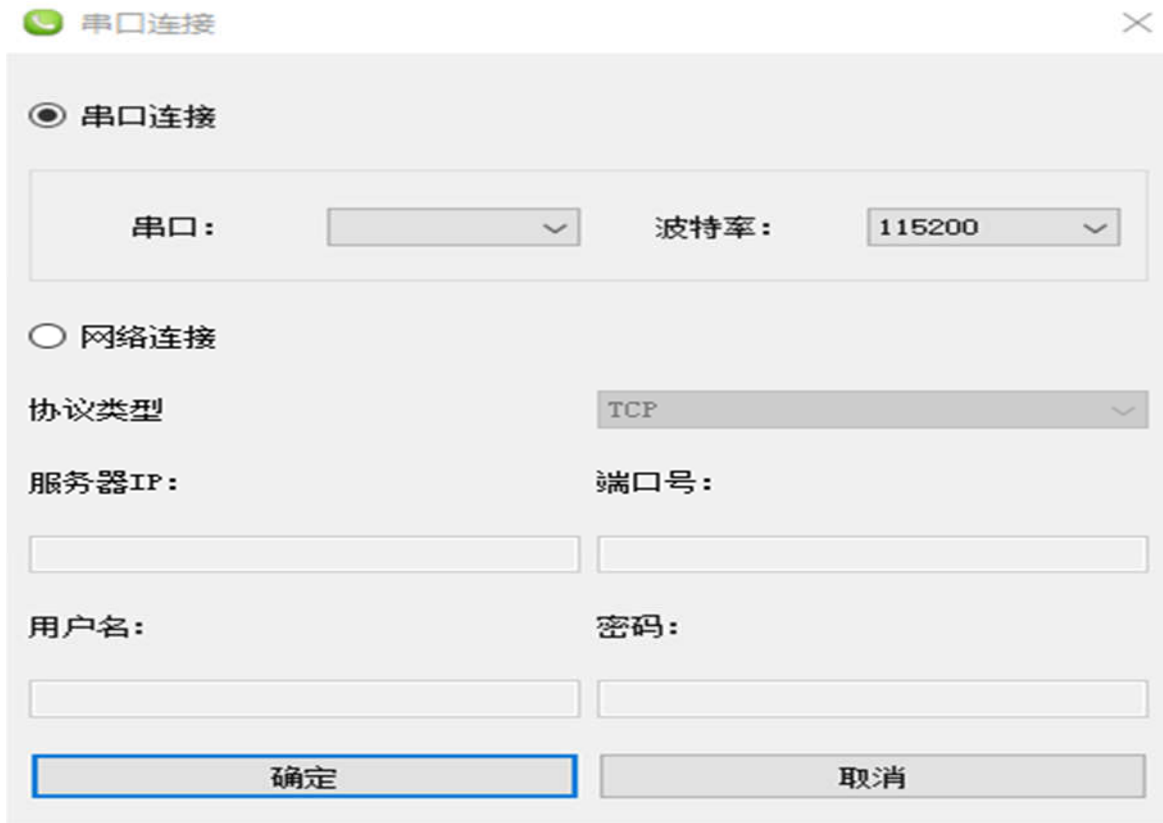 串口连接
串口连接
串口： 波特率： 115200
网络连接
协议类型 TCP
服务器IP： 端口号：
用户名： 密码：
确定 取消